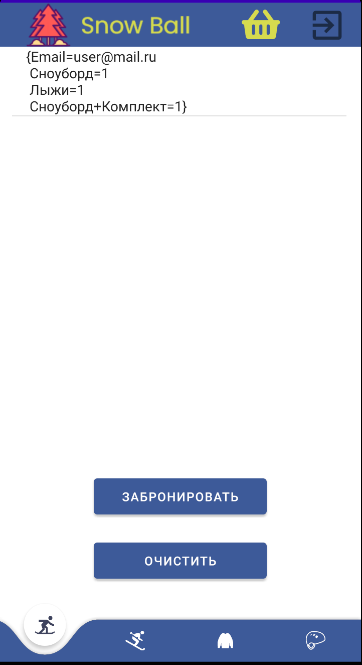 Snow Ball
{Email=user@mail.ru
Сноуборд=1
Лыжи=1
Сноуборд+Комплект=1}
ЗАБРОНИРОВАТЬ
ОЧИСТИТЬ